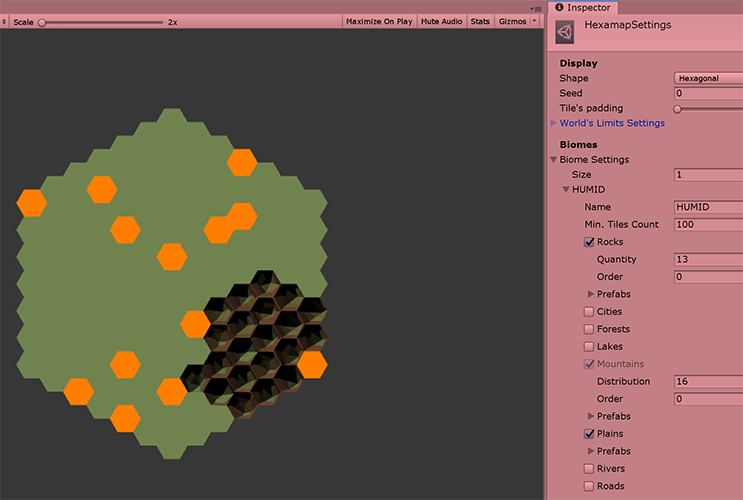 Scale 2x Maximize On Play Mute Audio Stats Gizmos
Inspector
HexamapSettings
Display
Shape Hexagonal
Seed 0
Tile's padding
World's Limits Settings
Biomes
Biome Settings
Size 1
HUMID
Name HUMID
Min. Tiles Count 100
Rocks
Quantity 13
Order 0
Prefabs
Cities
Forests
Lakes
Mountains
Distribution 16
Order 0
Prefabs
Plains
Prefabs
Rivers
Roads